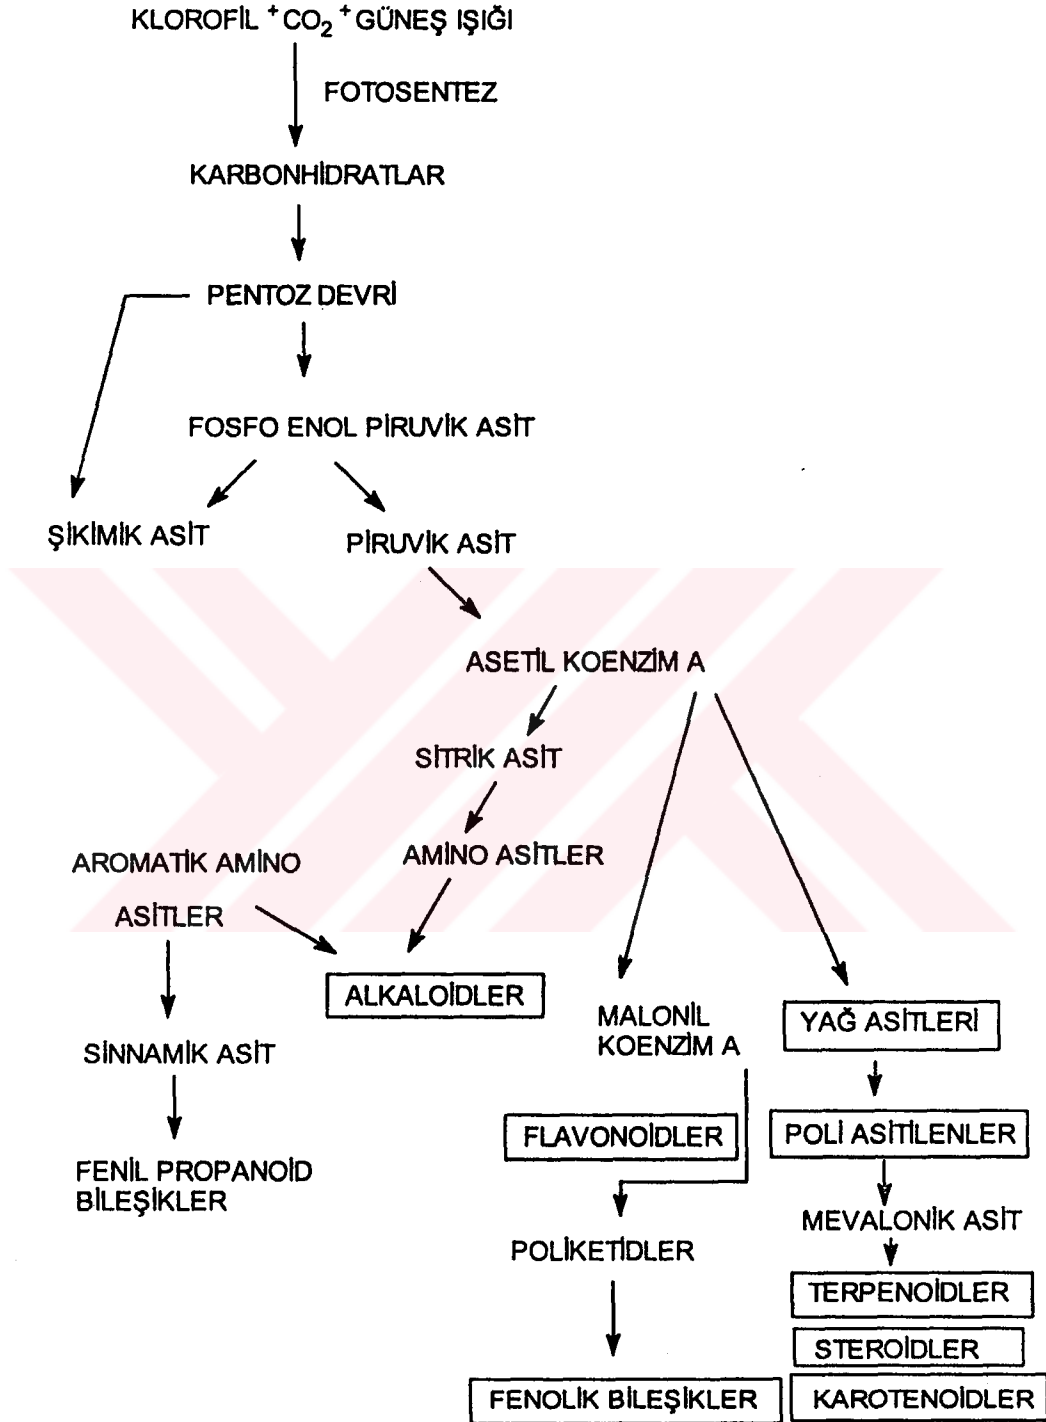 KLOROFİL + CO2 + GÜNEŞ IŞIĞI
FOTOSENTEZ
KARBONHİDRATLAR
PENTOZ DEVRİ
FOSFO ENOL PİRUVİK ASİT
ŞİKİMİK ASİT
PİRUVİK ASİT
ASETİL KOENZİM A
SİTRİK ASİT
AMİNO ASİTLER
AROMATİK AMİNO
ASİTLER
ALKALOİDLER
MALONİL
KOENZİM A
YAĞ ASİTLERİ
SİNNAMİK ASİT
FLAVONOİDLER
POLİ ASİTİLENLER
FENİL PROPANOİD
BİLEŞİKLER
MEVALONİK ASİT
POLİKETİDLER
TERPENOİDLER
STEROİDLER
FENOLİK BİLEŞİKLER
KAROTENOİDLER